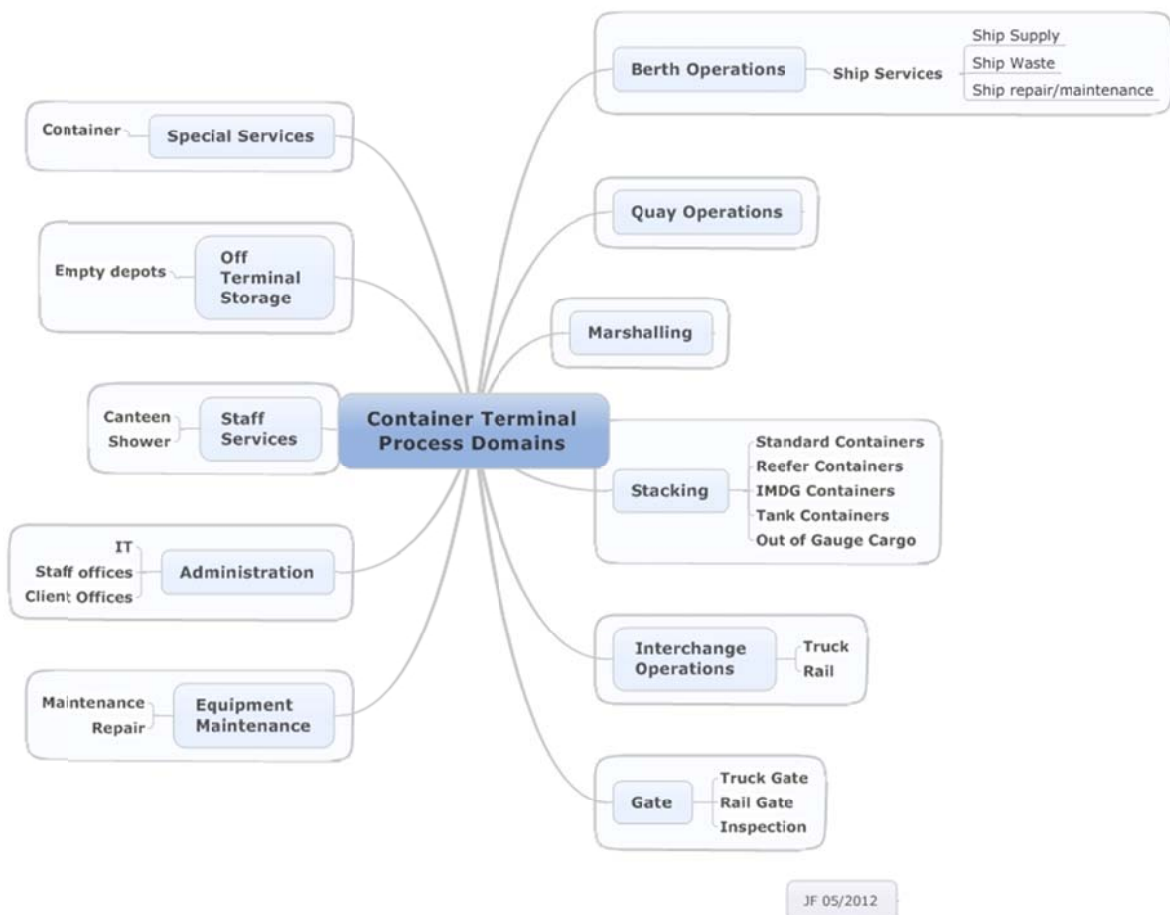 Container Terminal
Process Domains
Berth Operations
Ship Services
Ship Supply
Ship Waste
Ship repair/maintenance
Quay Operations
Marshalling
Stacking
Standard Containers
Reefer Containers
IMDG Containers
Tank Containers
Out of Gauge Cargo
Interchange
Operations
Truck
Rail
Gate
Truck Gate
Rail Gate
Inspection
Special Services
Container
Off
Terminal
Storage
Empty depots
Staff
Services
Canteen
Shower
Administration
IT
Staff offices
Client Offices
Equipment
Maintenance
Maintenance
Repair
JF 05/2012